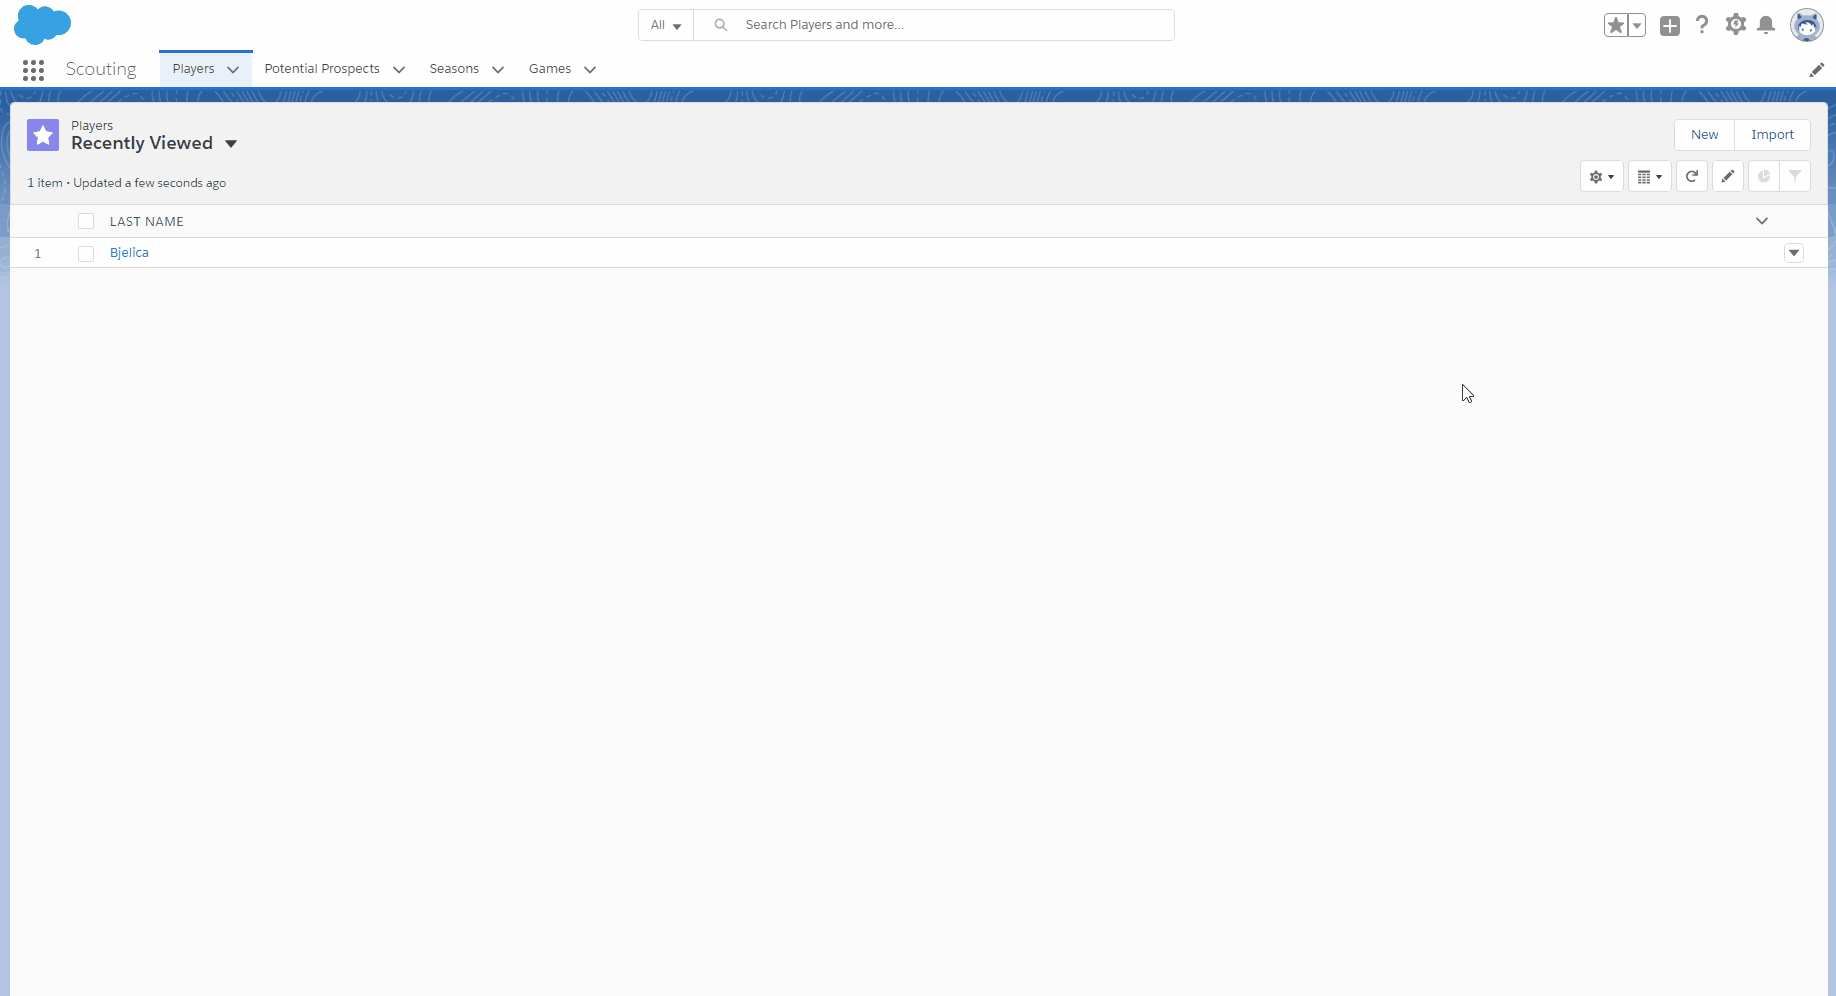 All
Search Players and more...
Scouting
Players
Potential Prospects
Seasons
Games
Players
Recently Viewed
New
Import
1 item • Updated a few seconds ago
LAST NAME
1
Bjelica